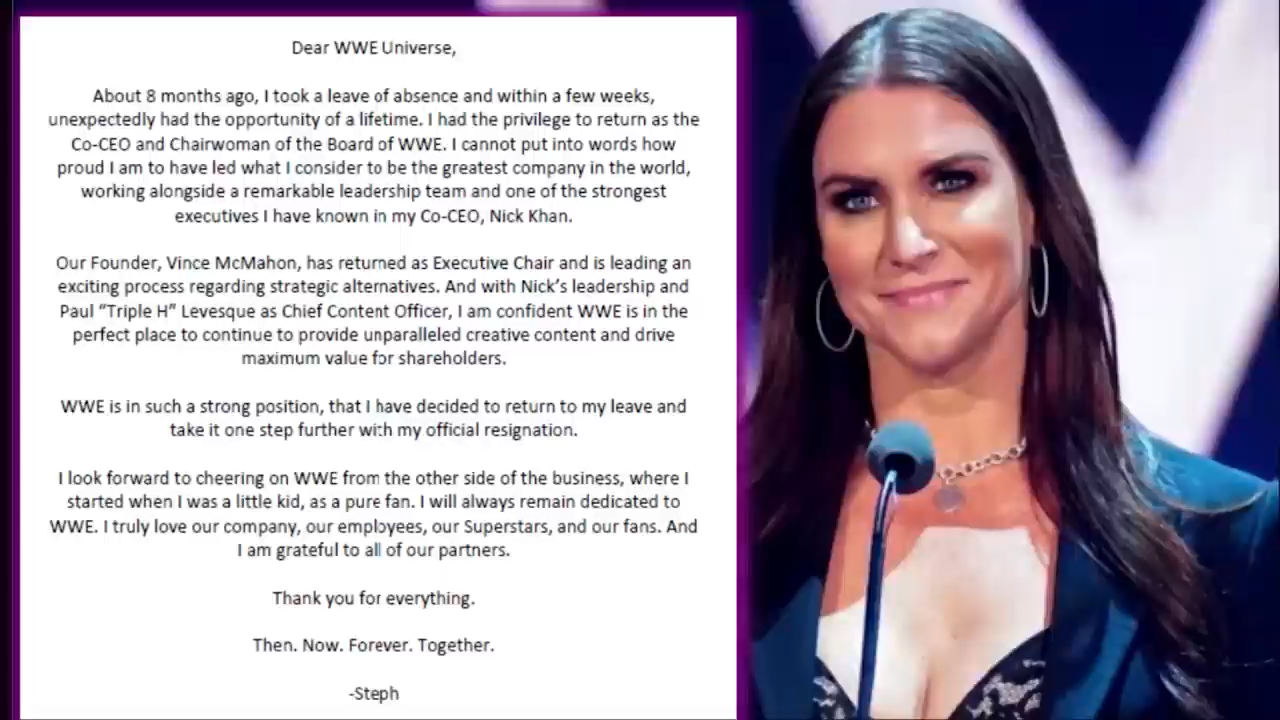 Dear WWE Universe,
About 8 months ago, I took a leave of absence and within a few weeks,
unexpectedly had the opportunity of a lifetime. I had the privilege to return as the
Co-CEO and Chairwoman of the Board of WWE. I cannot put into words how
proud I am to have led what I consider to be the greatest company in the world,
working alongside a remarkable leadership team and one of the strongest
executives I have known in my Co-CEO, Nick Khan.
Our Founder, Vince McMahon, has returned as Executive Chair and is leading an
exciting process regarding strategic alternatives. And with Nick’s leadership and
Paul “Triple H” Levesque as Chief Content Officer, I am confident WWE is in the
perfect place to continue to provide unparalleled creative content and drive
maximum value for shareholders.
WWE is in such a strong position, that I have decided to return to my leave and
take it one step further with my official resignation.
I look forward to cheering on WWE from the other side of the business, where I
started when I was a little kid, as a pure fan. I will always remain dedicated to
WWE. I truly love our company, our employees, our Superstars, and our fans. And
I am grateful to all of our partners.
Thank you for everything.
Then. Now. Forever. Together.
-Steph